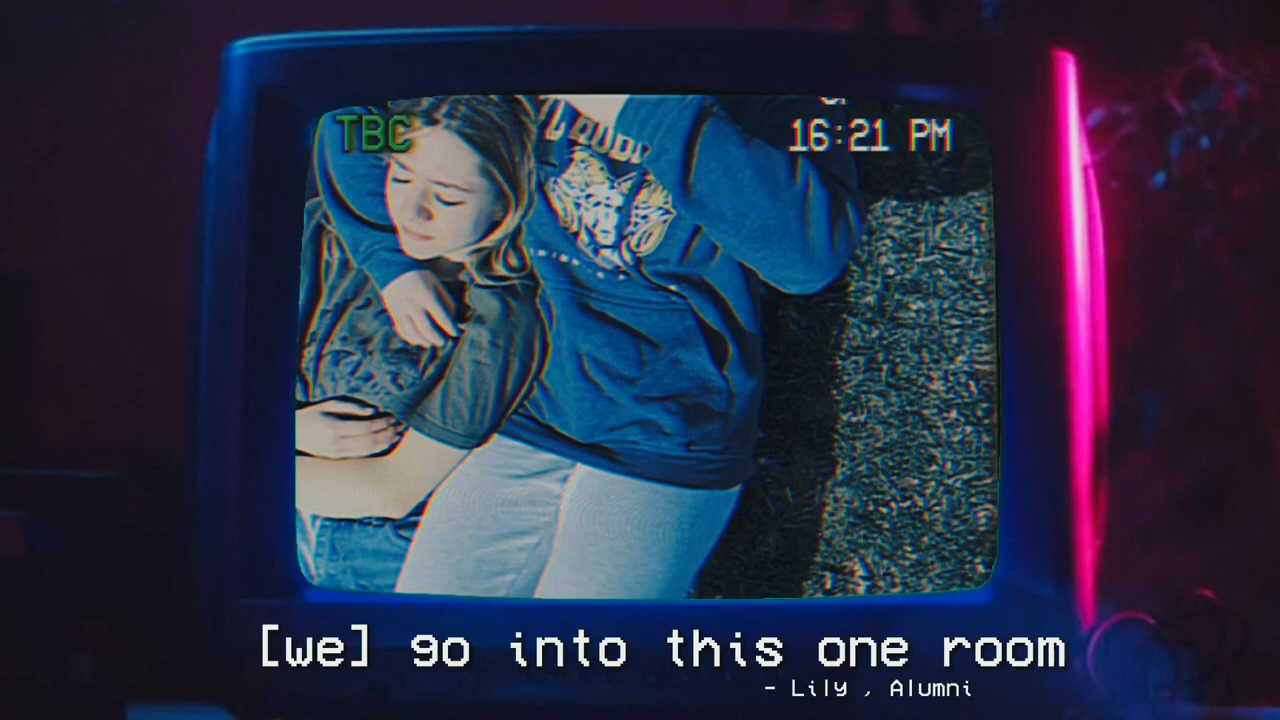 TBC
16:21 PM
[we] go into this one room
- Lily , Alumni